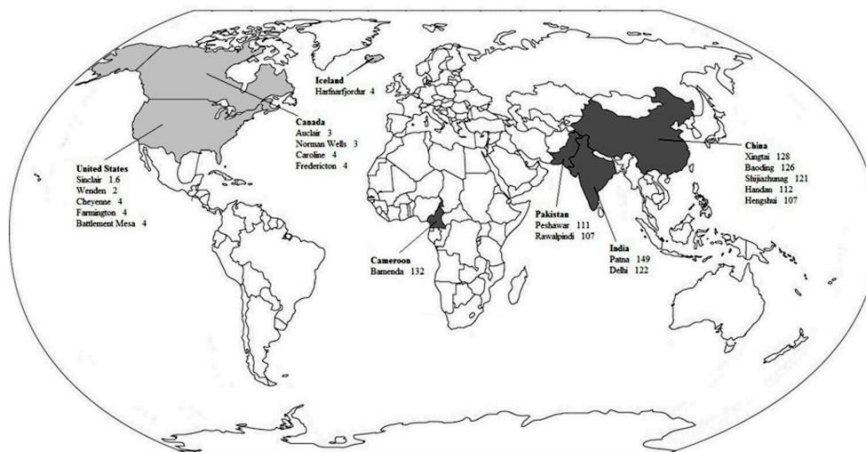 Iceland
Harfnarfjordur 4
Canada
Auclair 3
Norman Wells 3
Caroline 4
Fredericton 4
United States
Sinclair 1.6
Wenden 2
Cheyenne 4
Farmington 4
Battlement Mesa 4
Cameroon
Bamenda 132
Pakistan
Peshawar 111
Rawalpindi 107
India
Patna 149
Delhi 122
China
Xingtai 128
Baoding 126
Shijiazhunag 121
Handan 112
Hengshui 107